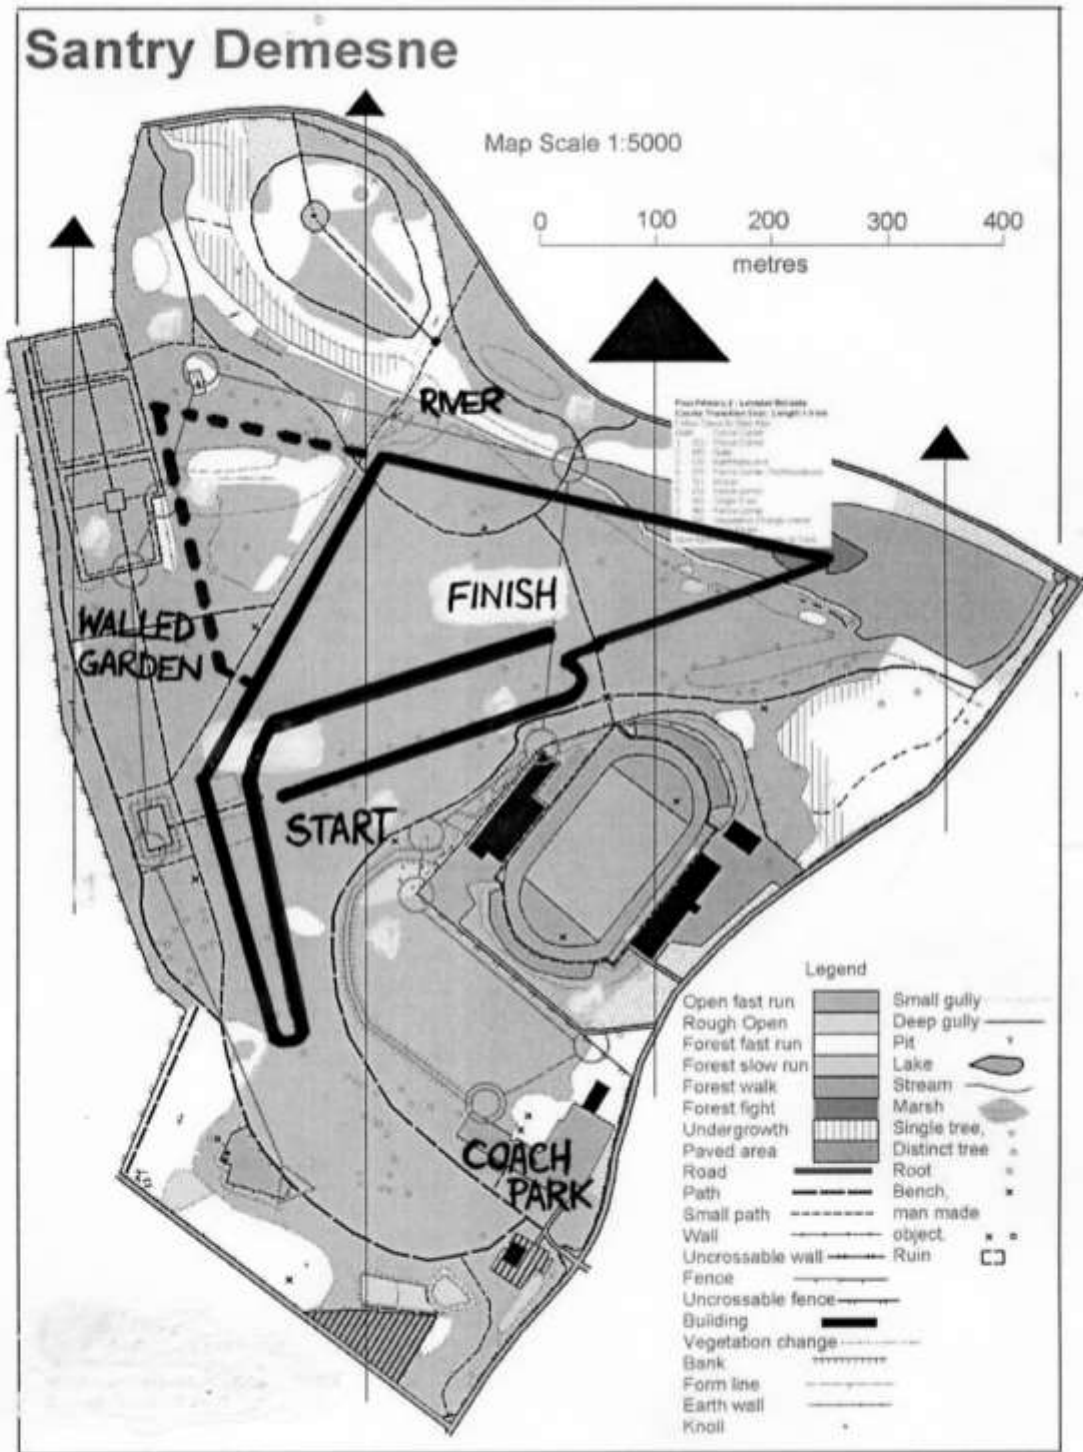 Santry Demesne
Map Scale 1:5000
0 100 200 300 400
metres
RIVER
FINISH
WALLED
GARDEN
START.
COACH
PARK
Legend
Open fast run
Rough Open
Forest fast run
Forest slow run
Forest walk
Forest fight
Undergrowth
Paved area
Road
Path
Small path
Wall
Uncrossable wall
Fence
Uncrossable fence
Building
Vegetation change
Bank
Form line
Earth wall
Knoll
Small gully
Deep gully
Pit
Lake
Stream
Marsh
Single tree,
Distinct tree
Root
Bench,
man made
object.
Ruin